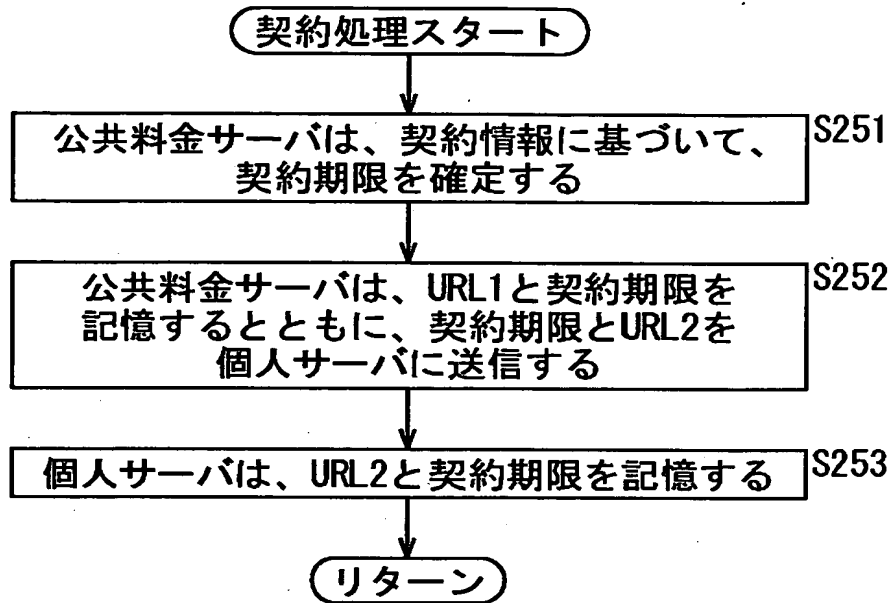 契約処理スタート
公共料金サーバは、契約情報に基づいて、
契約期限を確定する
S251
公共料金サーバは、URL1と契約期限を
記憶するとともに、契約期限とURL2を
個人サーバに送信する
S252
個人サーバは、URL2と契約期限を記憶する
S253
リターン